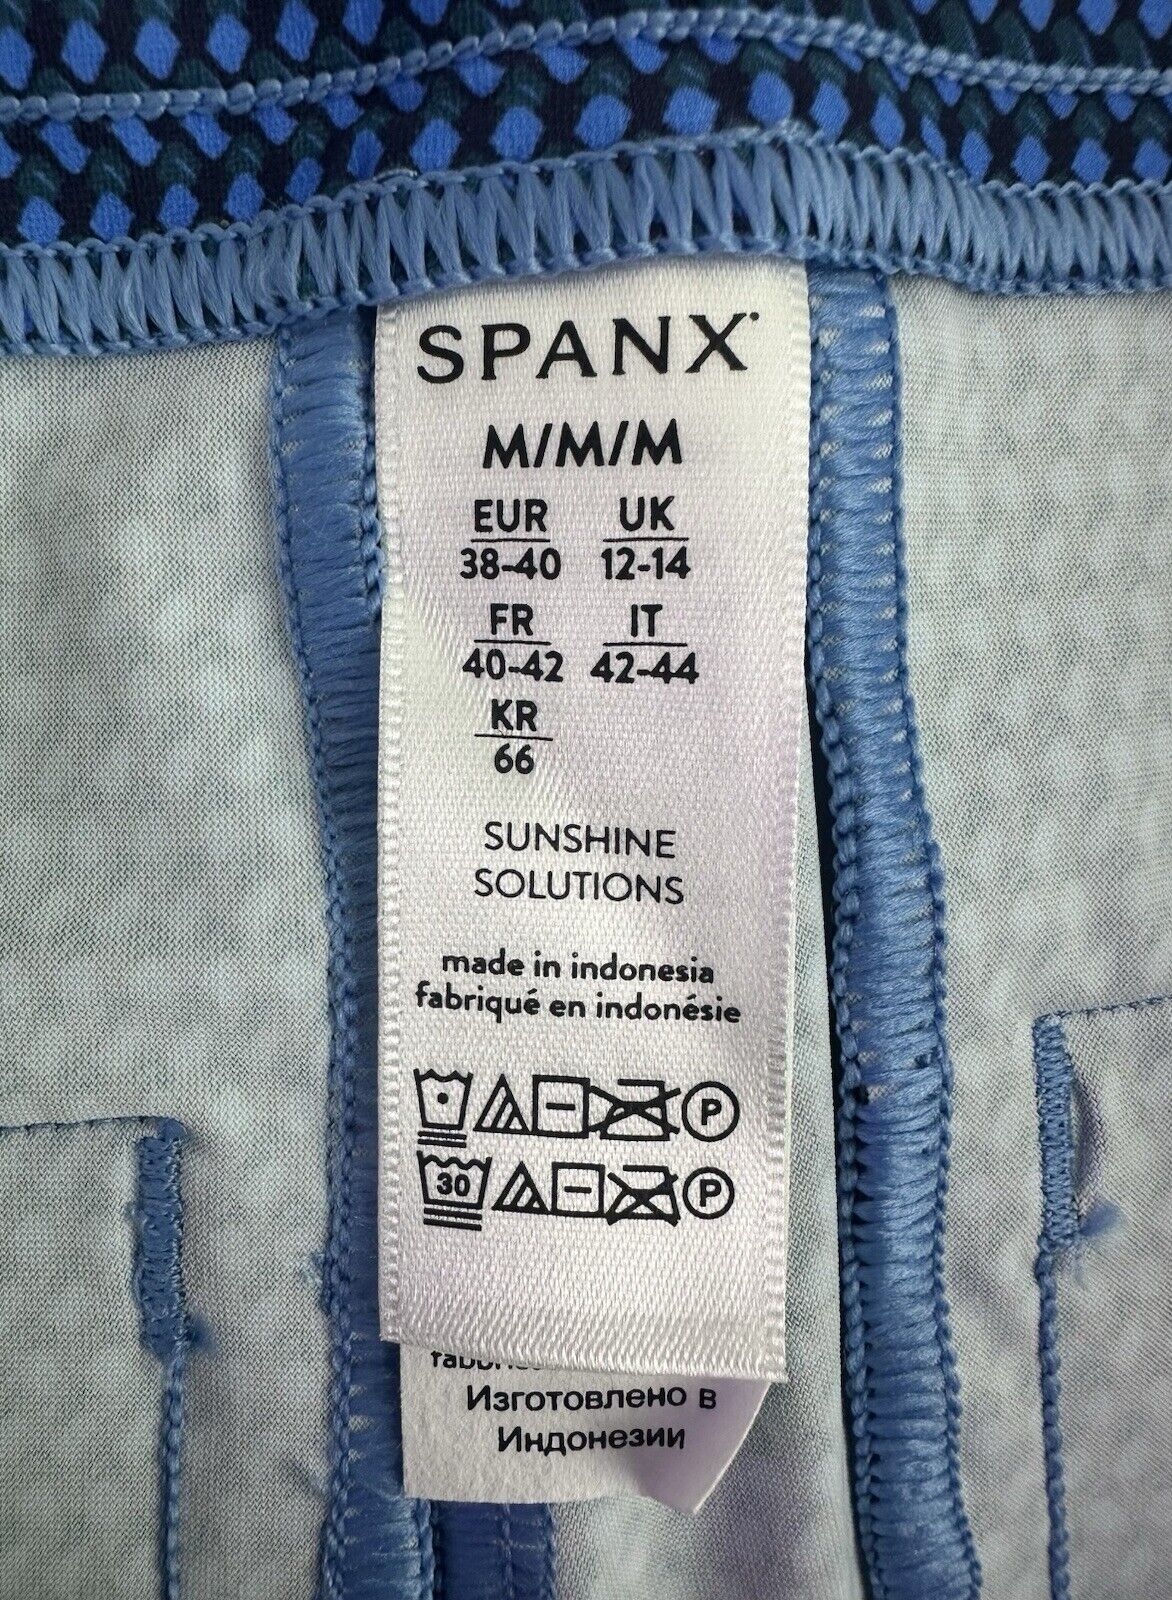 SPANX
M/M/M
EUR UK
38-40 12-14
FR IT
40-42 42-44
KR
66
SUNSHINE
SOLUTIONS
made in indonesia
fabriqué en indonésie
P
30 P
Изготовлено в
Индонезии